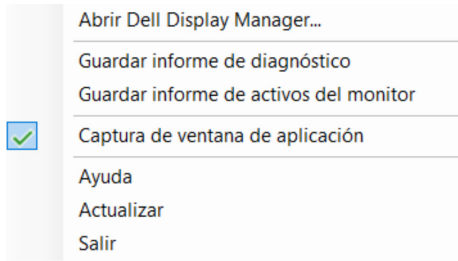 Abrir Dell Display Manager...
Guardar informe de diagnóstico
Guardar informe de activos del monitor
Captura de ventana de aplicación
Ayuda
Actualizar
Salir